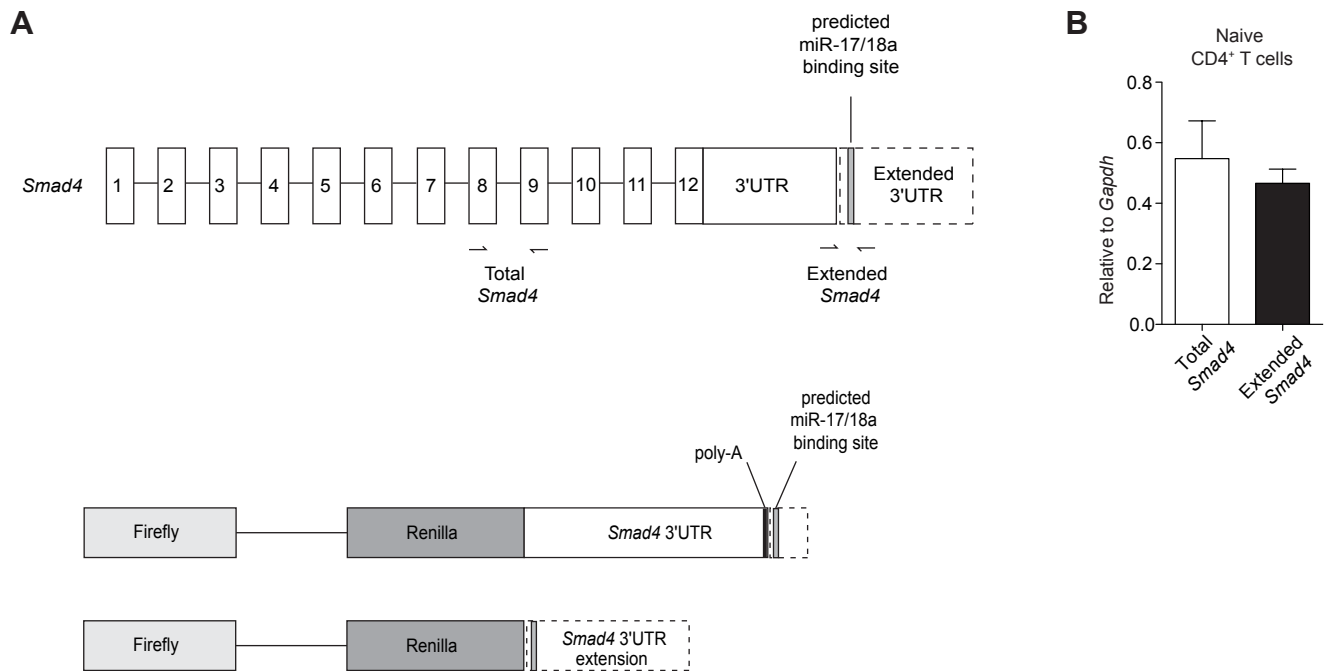 A
predicted
miR-17/18a
binding site
Smad4
1
2
3
4
5
6
7
8
9
10
11
12
3'UTR
Extended
3'UTR
Total
Smad4
Extended
Smad4
B
Naive
CD4⁺ T cells
Relative to Gapdh
0.8
0.6
0.4
0.2
0.0
Total
Smad4
Extended
Smad4
predicted
miR-17/18a
binding site
poly-A
Firefly
Renilla
Smad4 3'UTR
Firefly
Renilla
Smad4 3'UTR
extension